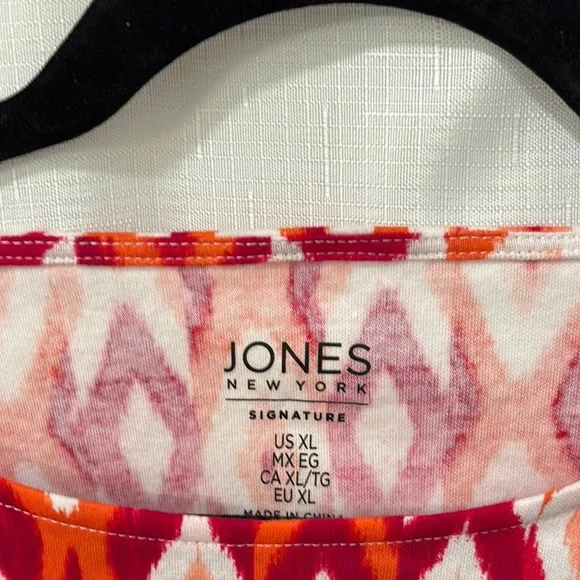 JONES
NEW YORK
SIGNATURE
US XL
MX EG
CA XL/TG
EU XL
MADE IN CHINA